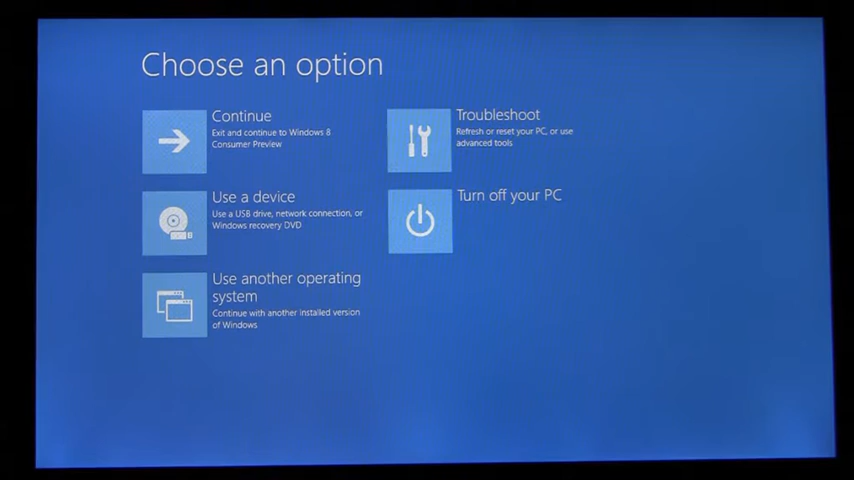 Choose an option
Continue
Exit and continue to Windows 8
Consumer Preview
Use a device
Use a USB drive, network connection, or
Windows recovery DVD
Use another operating
system
Continue with another installed version
of Windows
Troubleshoot
Refresh or reset your PC, or use
advanced tools
Turn off your PC